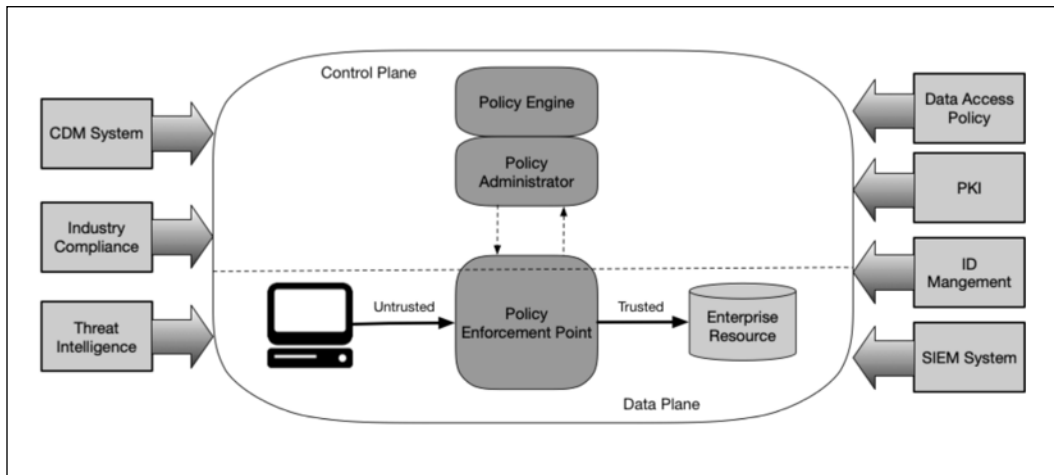 Control Plane
Policy Engine
Policy
Administrator
CDM System
Industry
Compliance
Threat
Intelligence
Untrusted
Policy
Enforcement Point
Trusted
Enterprise
Resource
Data Plane
Data Access
Policy
PKI
ID
Mangement
SIEM System